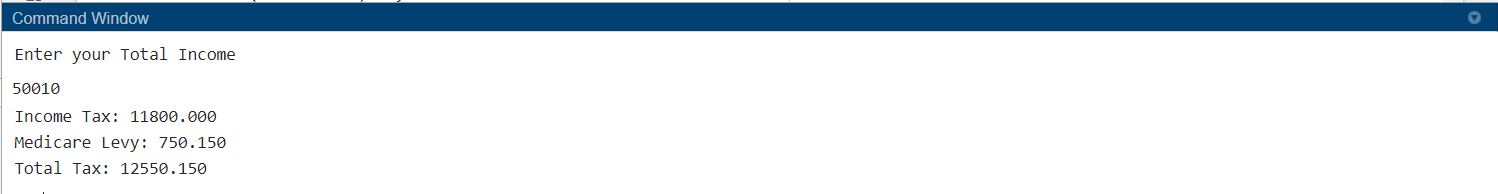 Command Window
Enter your Total Income
50010
Income Tax: 11800.000
Medicare Levy: 750.150
Total Tax: 12550.150